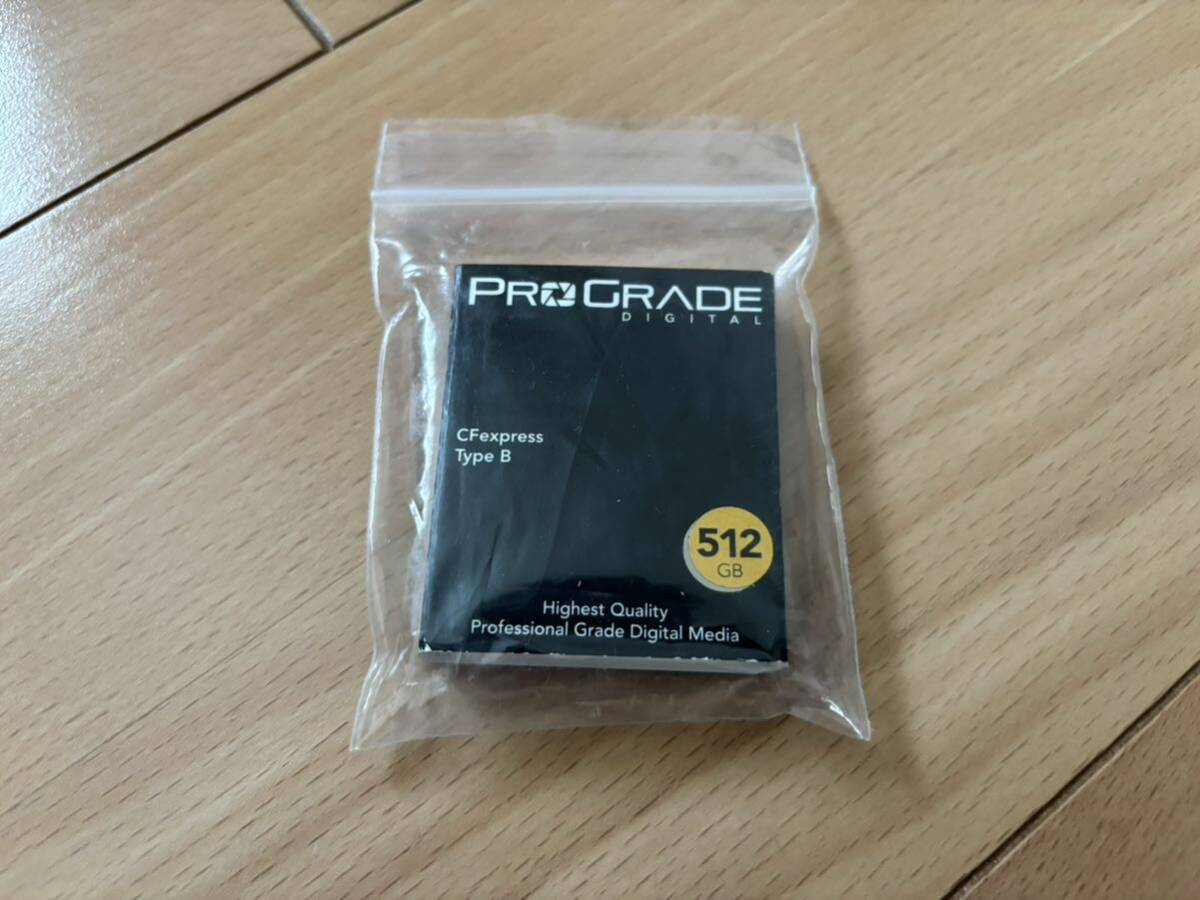 PROGRADE
DIGITAL
CFexpress
Type B
512
GB
Highest Quality
Professional Grade Digital Media